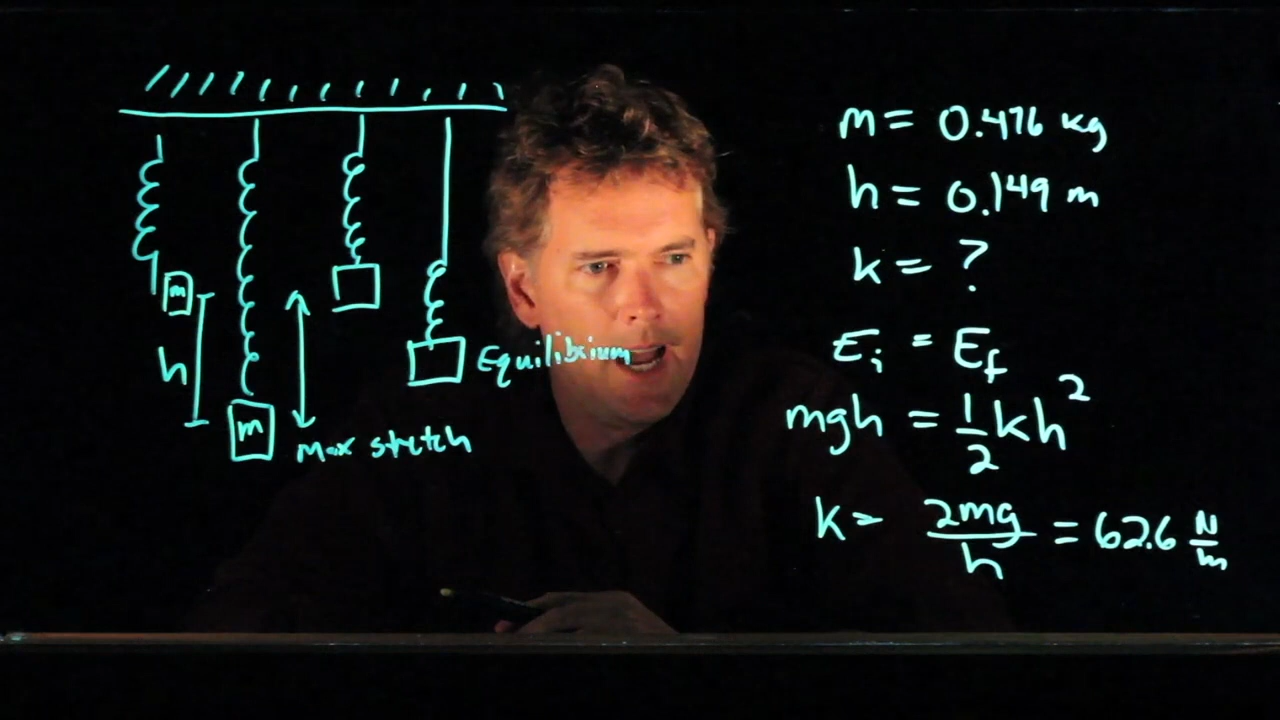 m
h
m
Equilibrium
Max stretch
m = 0.476 kg
h = 0.149 m
k = ?
Ei = Ef
mgh = 1/2 kh²
k = 2mg/h = 62.6 N/m